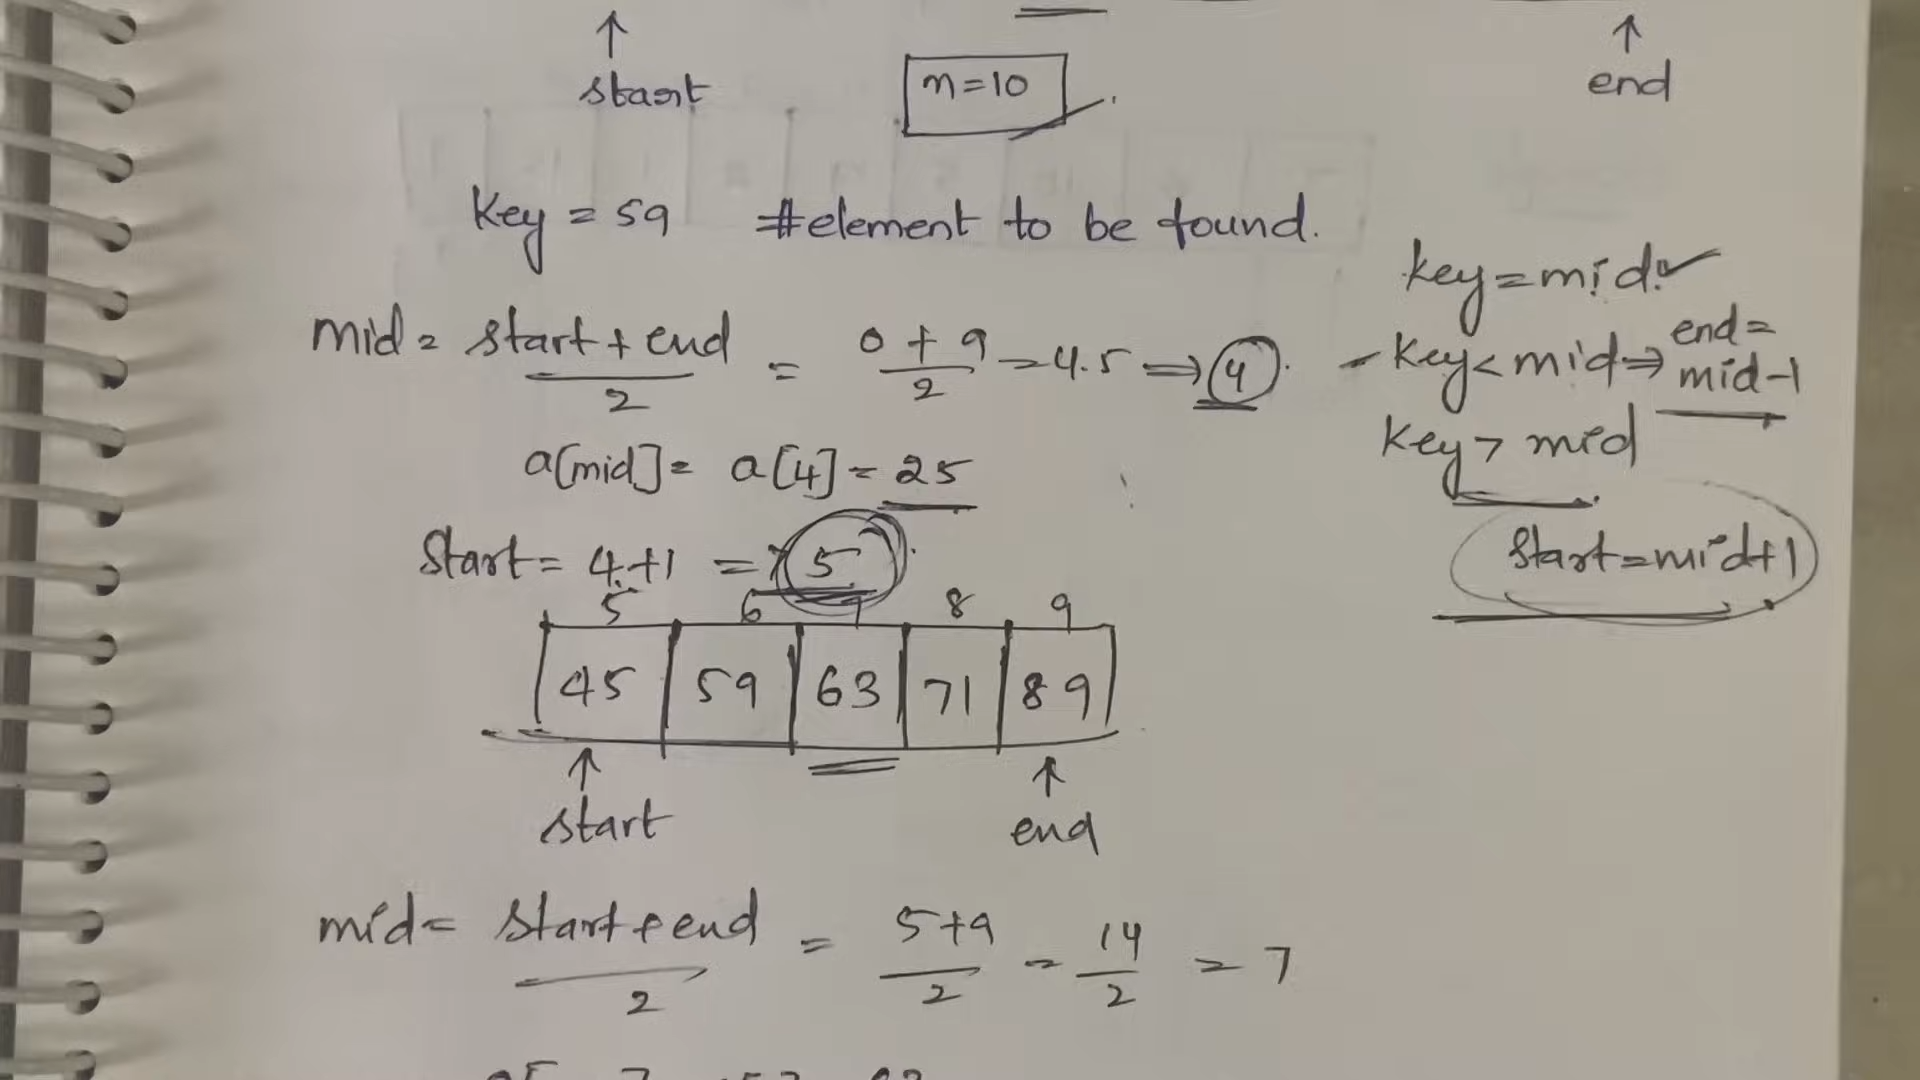 start
n=10
end
Key = 59 #element to be found.
mid = start + end / 2 = 0 + 9 / 2 = 4.5 ⇒ 4
a[mid] = a[4] = 25
Start = 4+1 = 5
key = mid ✓
Key < mid ⇒ end = mid-1
Key > mid
Start = mid+1
5 6 7 8 9
45 59 63 71 89
start
end
mid = Start + end / 2 = 5+9 / 2 = 14 / 2 = 7